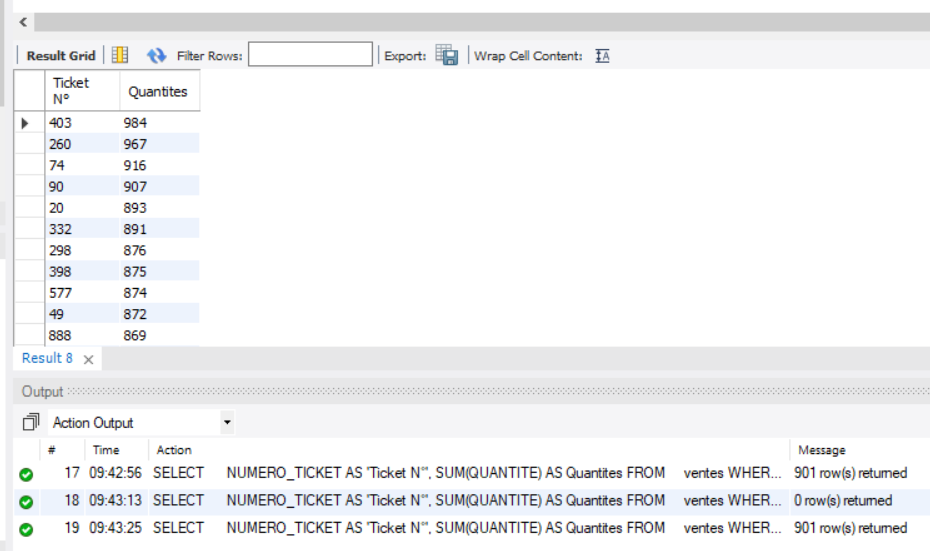 Result Grid Filter Rows: Export: Wrap Cell Content: IA
Ticket N° Quantites
403 984
260 967
74 916
90 907
20 893
332 891
298 876
398 875
577 874
49 872
888 869
Result 8 ×
Output
Action Output
# Time Action Message
17 09:42:56 SELECT NUMERO_TICKET AS 'Ticket N°', SUM(QUANTITE) AS Quantites FROM ventes WHER... 901 row(s) returned
18 09:43:13 SELECT NUMERO_TICKET AS 'Ticket N°', SUM(QUANTITE) AS Quantites FROM ventes WHER... 0 row(s) returned
19 09:43:25 SELECT NUMERO_TICKET AS 'Ticket N°', SUM(QUANTITE) AS Quantites FROM ventes WHER... 901 row(s) returned